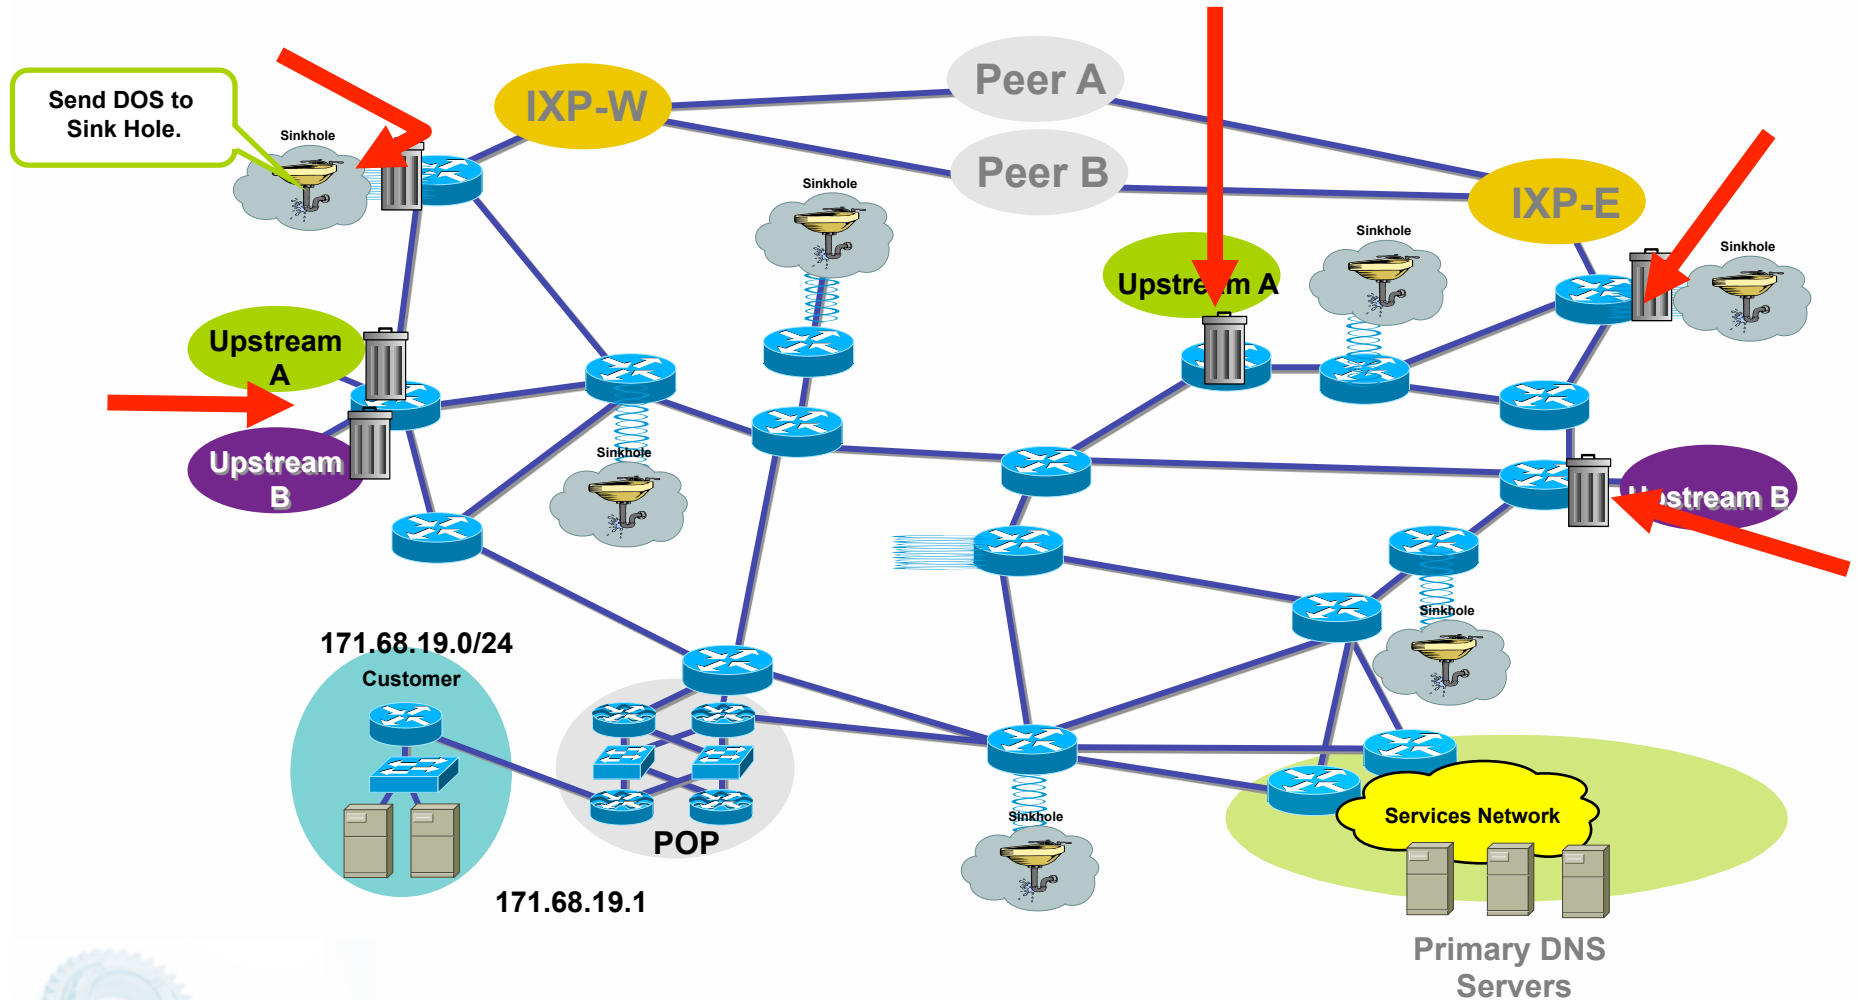 Send DOS to
Sink Hole.
Sinkhole
IXP-W
Peer A
Peer B
IXP-E
Sinkhole
Sinkhole
Sinkhole
Upstream A
Upstream
A
Upstream
B
Sinkhole
Upstream B
Sinkhole
171.68.19.0/24
Customer
POP
171.68.19.1
Sinkhole
Services Network
Primary DNS
Servers